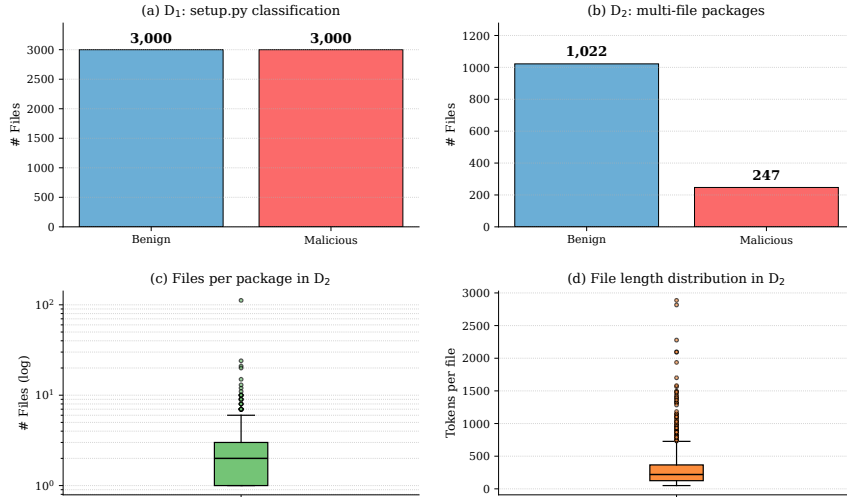 (a) D₁: setup.py classification
3,000
3,000
3000
2500
2000
1500
1000
500
0
# Files
Benign
Malicious
(b) D₂: multi-file packages
1,022
247
1200
1000
800
600
400
200
0
# Files
Benign
Malicious
(c) Files per package in D₂
10²
10¹
10⁰
# Files (log)
(d) File length distribution in D₂
3000
2500
2000
1500
1000
500
0
Tokens per file